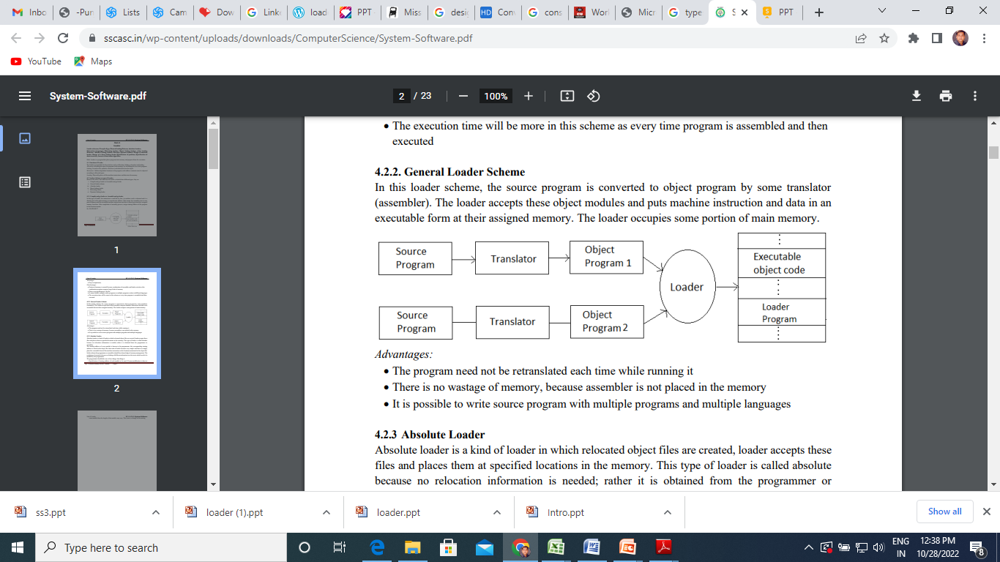 Inbo
-Pur
Lists
Cam
Dow
Link
load
PPT
Miss
desi
Con
cons
Worl
Micr
type
S
PPT
sscasc.in/wp-content/uploads/downloads/ComputerScience/System-Software.pdf
YouTube
Maps
System-Software.pdf
2 / 23
100%
• The execution time will be more in this scheme as every time program is assembled and then
executed
4.2.2. General Loader Scheme
In this loader scheme, the source program is converted to object program by some translator
(assembler). The loader accepts these object modules and puts machine instruction and data in an
executable form at their assigned memory. The loader occupies some portion of main memory.
Source
Program
Translator
Object
Program 1
Source
Program
Translator
Object
Program 2
Loader
Executable
object code
Loader
Program
Advantages:
• The program need not be retranslated each time while running it
• There is no wastage of memory, because assembler is not placed in the memory
• It is possible to write source program with multiple programs and multiple languages
4.2.3 Absolute Loader
Absolute loader is a kind of loader in which relocated object files are created, loader accepts these
files and places them at specified locations in the memory. This type of loader is called absolute
because no relocation information is needed; rather it is obtained from the programmer or
1
2
ss3.ppt
loader (1).ppt
loader.ppt
Intro.ppt
Show all
Type here to search
ENG
IN
12:38 PM
10/28/2022
8